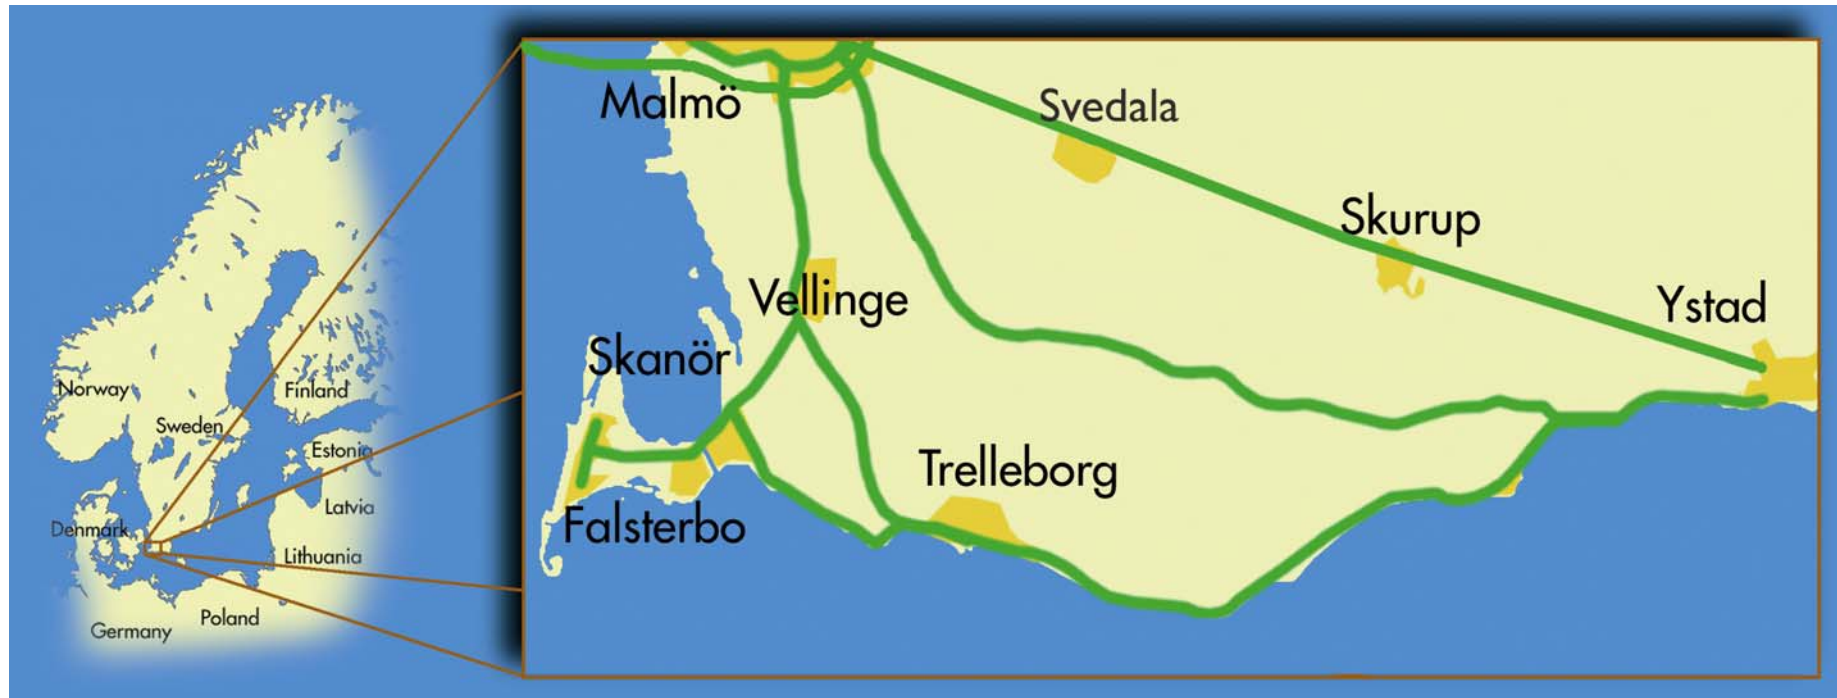 Norway
Sweden
Finland
Estonia
Latvia
Denmark
Lithuania
Poland
Germany
Malmö
Svedala
Skurup
Ystad
Vellinge
Skanör
Trelleborg
Falsterbo